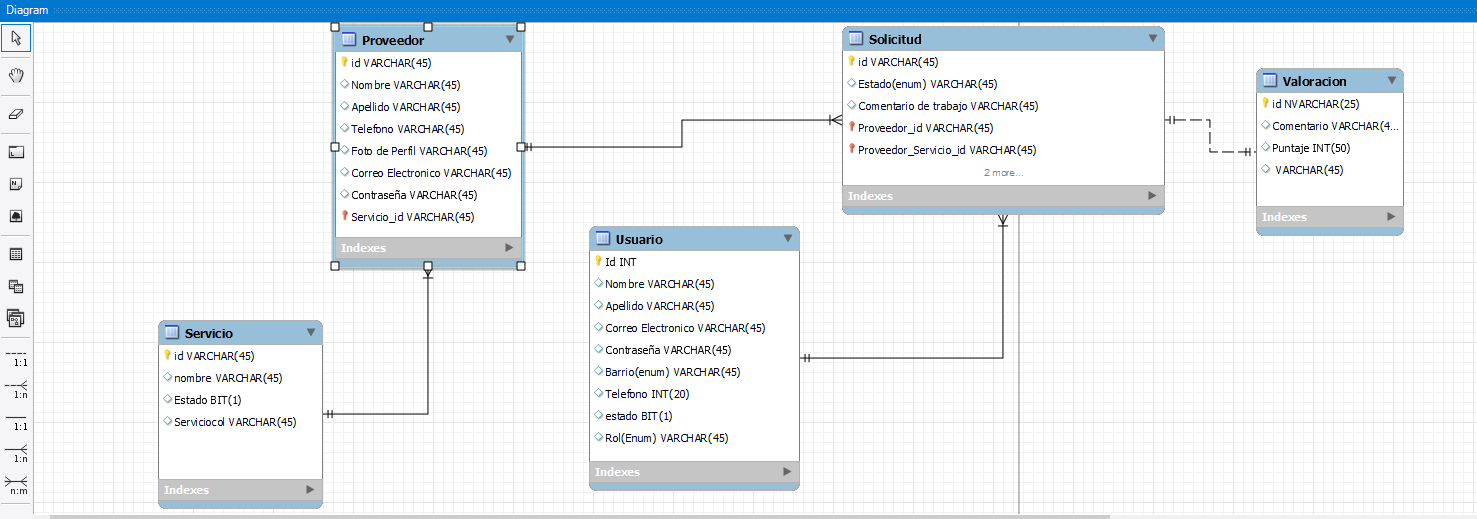 Diagram
Proveedor
id VARCHAR(45)
Nombre VARCHAR(45)
Apellido VARCHAR(45)
Telefono VARCHAR(45)
Foto de Perfil VARCHAR(45)
Correo Electronico VARCHAR(45)
Contraseña VARCHAR(45)
Servicio_id VARCHAR(45)
Indexes
Solicitud
id VARCHAR(45)
Estado(enum) VARCHAR(45)
Comentario de trabajo VARCHAR(45)
Proveedor_id VARCHAR(45)
Proveedor_Servicio_id VARCHAR(45)
2 more...
Indexes
Valoracion
id NVARCHAR(25)
Comentario VARCHAR(4...
Puntaje INT(50)
VARCHAR(45)
Indexes
Usuario
Id INT
Nombre VARCHAR(45)
Apellido VARCHAR(45)
Correo Electronico VARCHAR(45)
Contraseña VARCHAR(45)
Barrio(enum) VARCHAR(45)
Telefono INT(20)
estado BIT(1)
Rol(Enum) VARCHAR(45)
Indexes
Servicio
id VARCHAR(45)
nombre VARCHAR(45)
Estado BIT(1)
Serviciocol VARCHAR(45)
Indexes
1:1
1:n
1:1
1:n
n:m